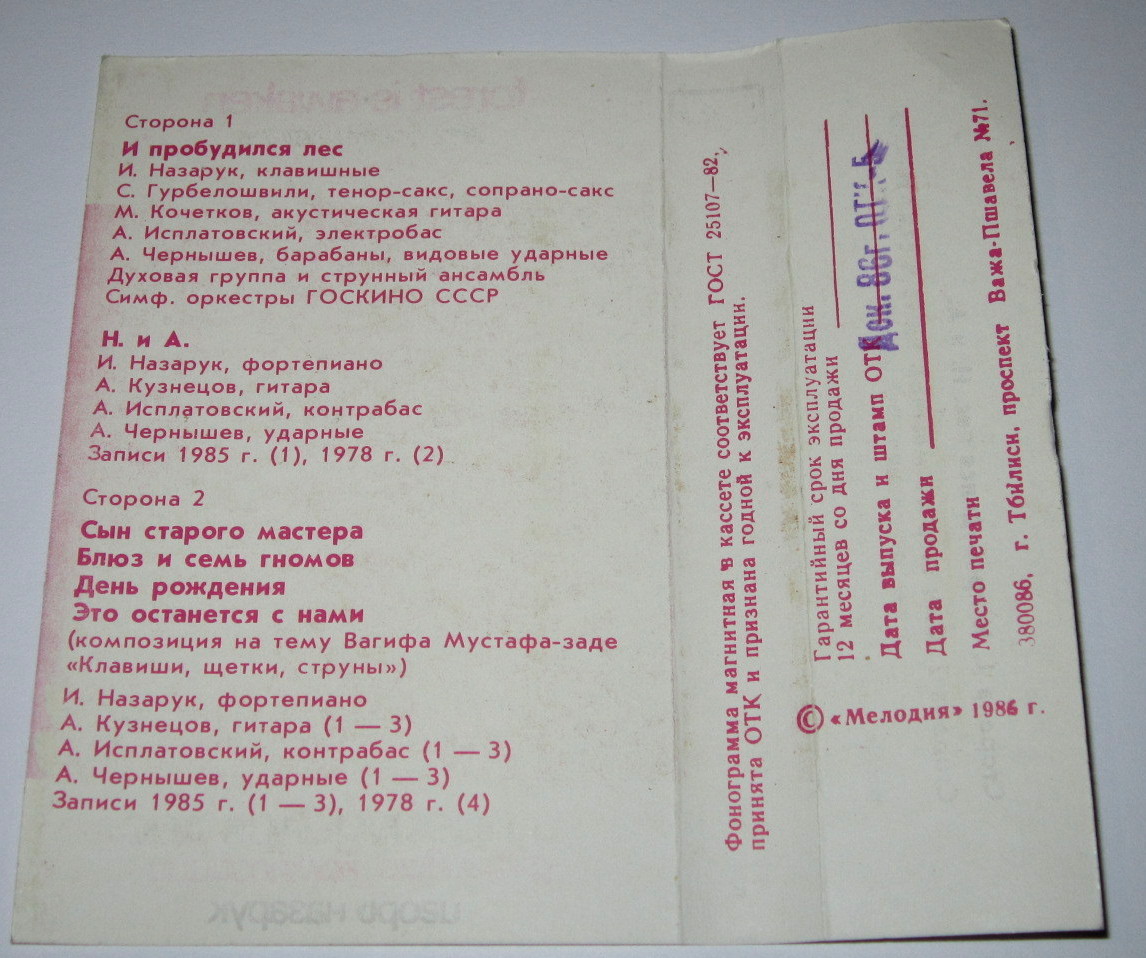 Сторона 1
И пробудился лес
И. Назарук, клавишные
С. Гурбелошвили, тенор-сакс, сопрано-сакс
М. Кочетков, акустическая гитара
А. Исплатовский, электробас
А. Чернышев, барабаны, видовые ударные
Духовая группа и струнный ансамбль
Симф. оркестры ГОСКИНО СССР
Н. и А.
И. Назарук, фортепиано
А. Кузнецов, гитара
А. Исплатовский, контрабас
А. Чернышев, ударные
Записи 1985 г. (1), 1978 г. (2)
Сторона 2
Сын старого мастера
Блюз и семь гномов
День рождения
Это останется с нами
(композиция на тему Вагифа Мустафа-заде
«Клавиши, щетки, струны»)
И. Назарук, фортепиано
А. Кузнецов, гитара (1 — 3)
А. Исплатовский, контрабас (1 — 3)
А. Чернышев, ударные (1 — 3)
Записи 1985 г. (1 — 3), 1978 г. (4)
Фонограмма магнитная в кассете соответствует ГОСТ 25107—82,
принята ОТК и признана годной к эксплуатации.
Гарантийный срок эксплуатации
12 месяцев со дня продажи
Дата выпуска и штамп ОТК
Дата продажи
Место печати
380086, г. Тбилиси, проспект Важа-Пшавела №71.
© «Мелодия» 1986 г.
forest is awoken
игорь назарук